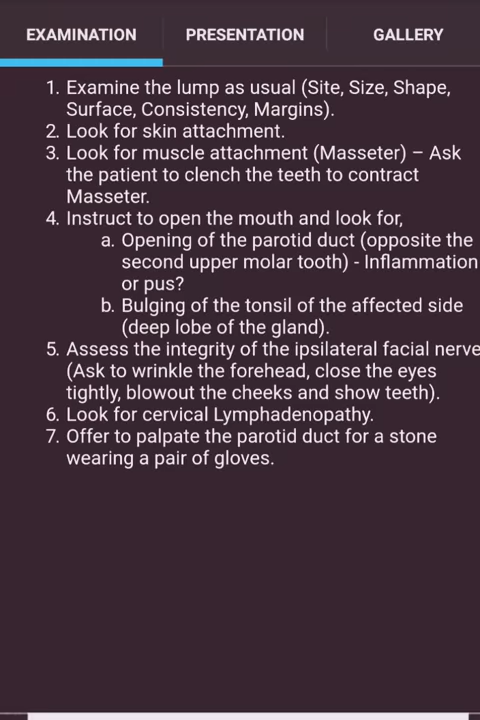 EXAMINATION PRESENTATION GALLERY
1. Examine the lump as usual (Site, Size, Shape,
Surface, Consistency, Margins).
2. Look for skin attachment.
3. Look for muscle attachment (Masseter) – Ask
the patient to clench the teeth to contract
Masseter.
4. Instruct to open the mouth and look for,
a. Opening of the parotid duct (opposite the
second upper molar tooth) - Inflammation
or pus?
b. Bulging of the tonsil of the affected side
(deep lobe of the gland).
5. Assess the integrity of the ipsilateral facial nerve
(Ask to wrinkle the forehead, close the eyes
tightly, blowout the cheeks and show teeth).
6. Look for cervical Lymphadenopathy.
7. Offer to palpate the parotid duct for a stone
wearing a pair of gloves.